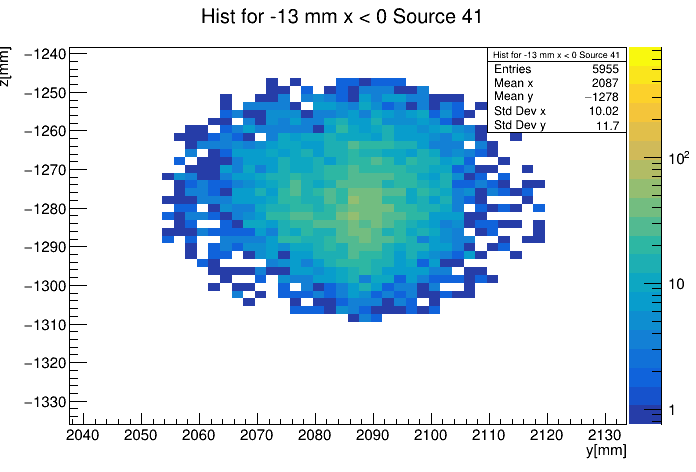 Hist for -13 mm x < 0 Source 41
z[mm]
Hist for -13 mm x < 0 Source 41
Entries 5955
Mean x 2087
Mean y −1278
Std Dev x 10.02
Std Dev y 11.7
−1240
−1250
−1260
−1270
−1280
−1290
−1300
−1310
−1320
−1330
10²
10
1
2040 2050 2060 2070 2080 2090 2100 2110 2120 2130
y[mm]